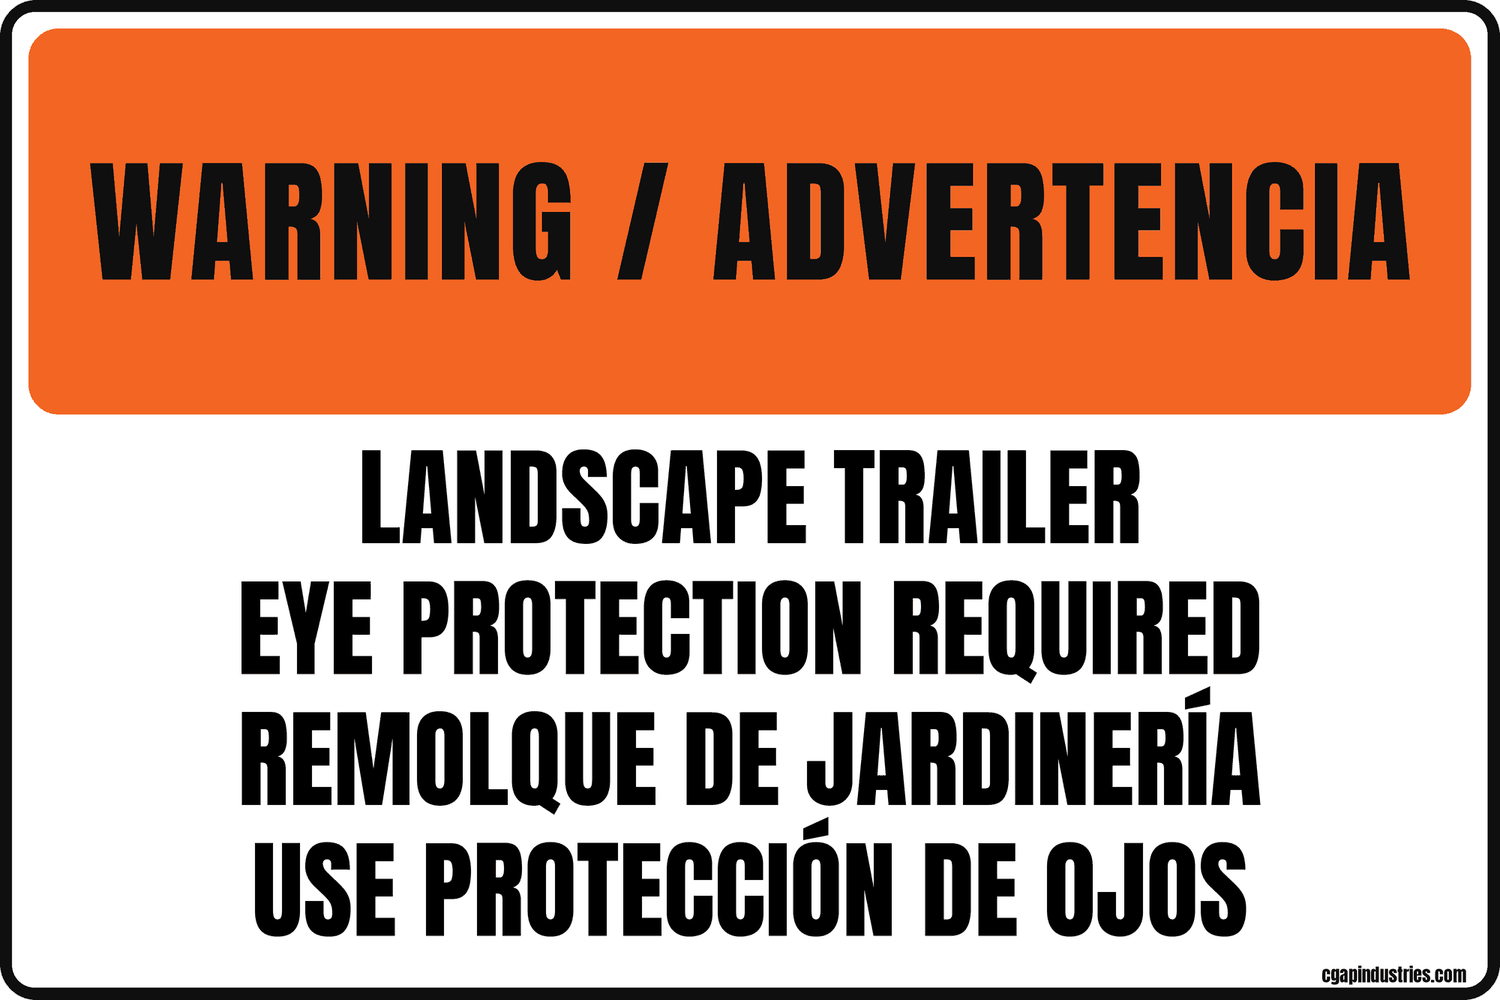 WARNING / ADVERTENCIA
LANDSCAPE TRAILER
EYE PROTECTION REQUIRED
REMOLQUE DE JARDINERÍA
USE PROTECCIÓN DE OJOS
cgapindustries.com